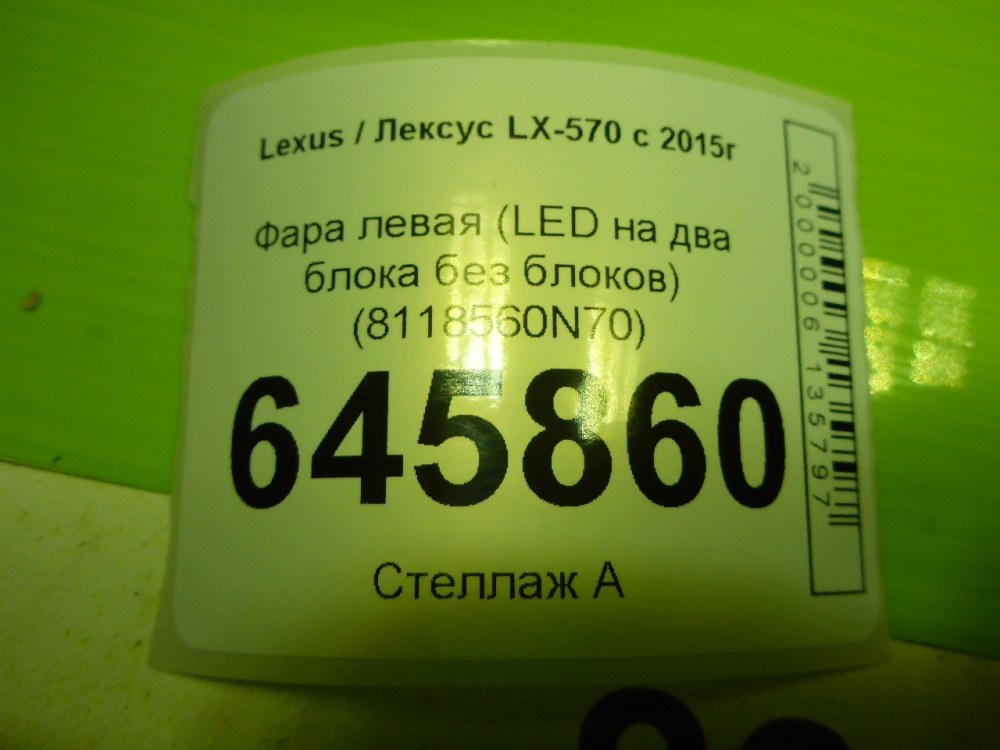 Lexus / Лексус LX-570 с 2015г
Фара левая (LED на два
блока без блоков)
(8118560N70)
645860
Стеллаж А
2000006135797